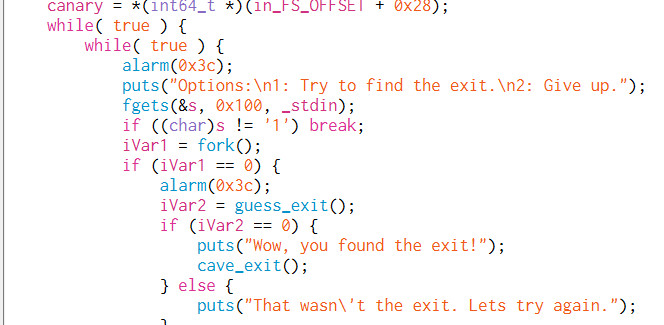 canary = *(int64_t *)(in_FS_OFFSET + 0x28);
while( true ) {
while( true ) {
alarm(0x3c);
puts("Options:\n1: Try to find the exit.\n2: Give up.");
fgets(&s, 0x100, _stdin);
if ((char)s != '1') break;
iVar1 = fork();
if (iVar1 == 0) {
alarm(0x3c);
iVar2 = guess_exit();
if (iVar2 == 0) {
puts("Wow, you found the exit!");
cave_exit();
} else {
puts("That wasn\'t the exit. Lets try again.");
}